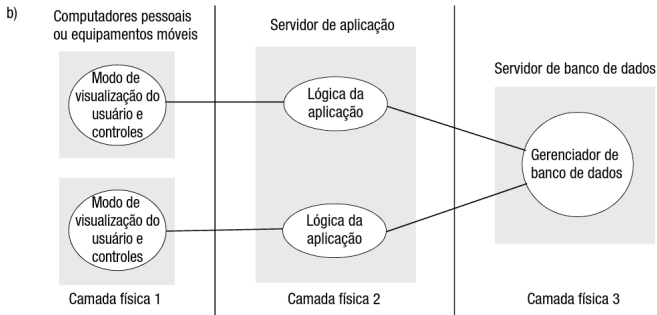 b)
Computadores pessoais
ou equipamentos móveis
Servidor de aplicação
Servidor de banco de dados
Modo de
visualização do
usuário e
controles
Lógica da
aplicação
Gerenciador de
banco de dados
Modo de
visualização do
usuário e
controles
Lógica da
aplicação
Camada física 1
Camada física 2
Camada física 3